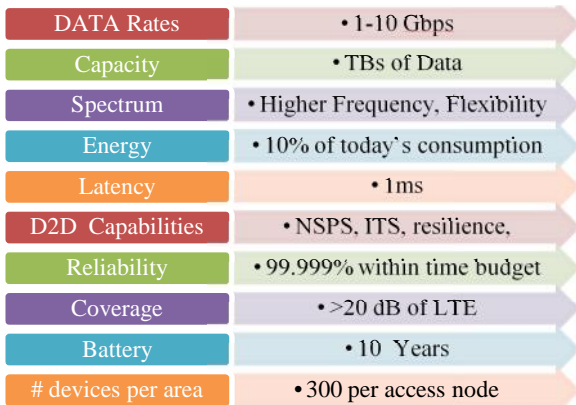 DATA Rates • 1-10 Gbps
Capacity • TBs of Data
Spectrum • Higher Frequency, Flexibility
Energy • 10% of today`s consumption
Latency • 1ms
D2D Capabilities • NSPS, ITS, resilience,
Reliability • 99.999% within time budget
Coverage • >20 dB of LTE
Battery • 10 Years
# devices per area • 300 per access node